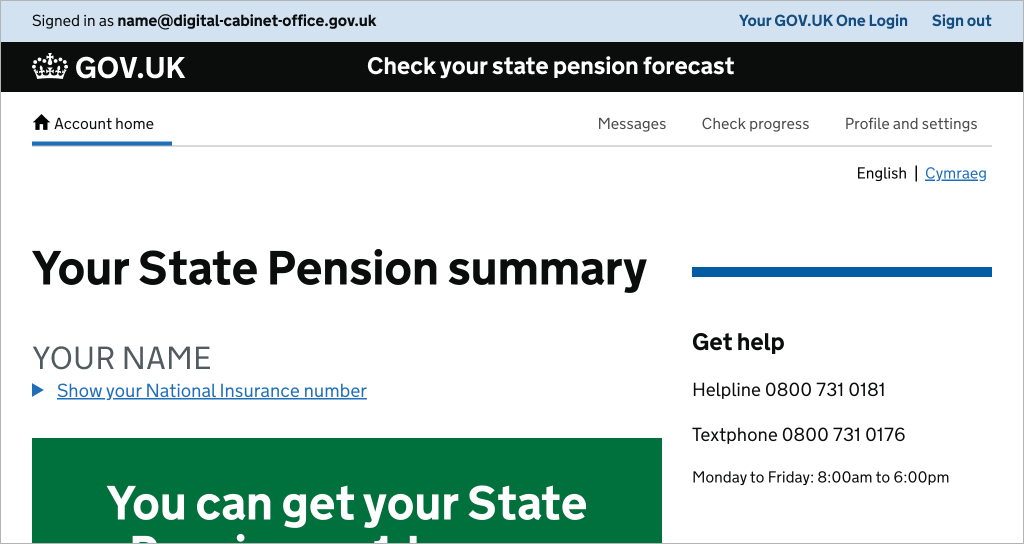 Signed in as name@digital-cabinet-office.gov.uk
Your GOV.UK One Login
Sign out
GOV.UK
Check your state pension forecast
Account home
Messages
Check progress
Profile and settings
English | Cymraeg
Your State Pension summary
YOUR NAME
Show your National Insurance number
You can get your State
Get help
Helpline 0800 731 0181
Textphone 0800 731 0176
Monday to Friday: 8:00am to 6:00pm